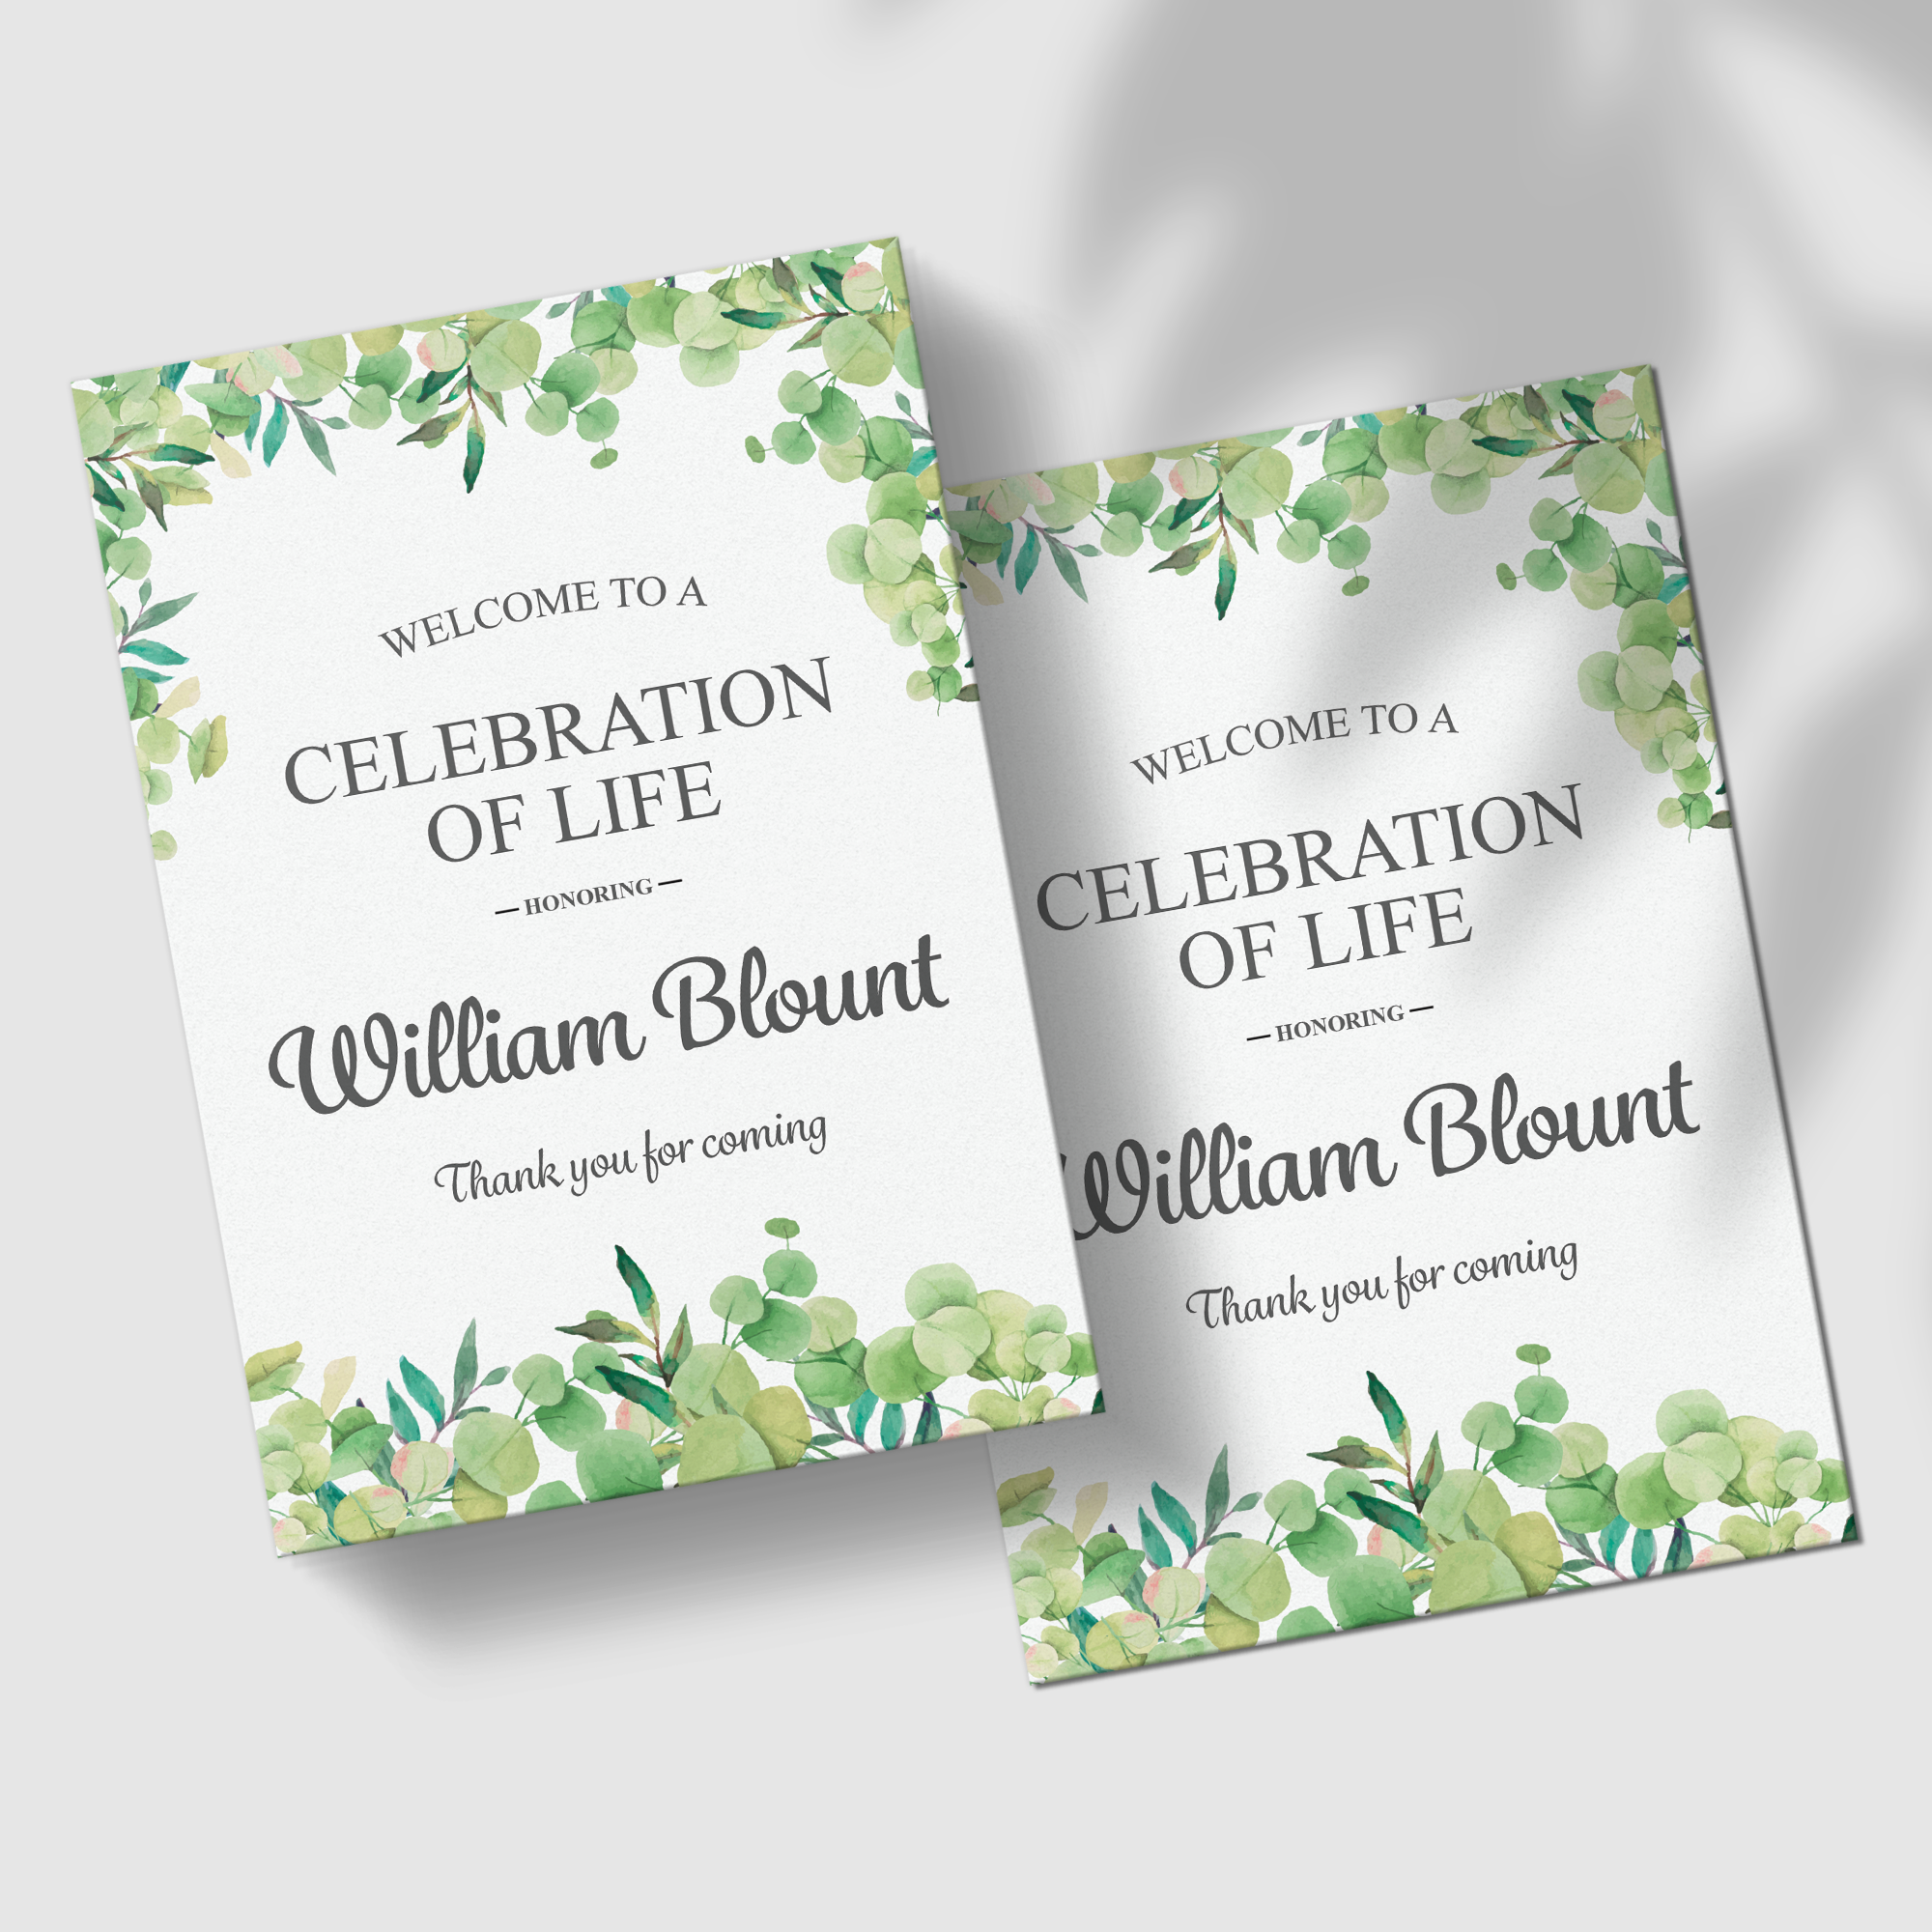 WELCOME TO A
CELEBRATION
OF LIFE
— HONORING —
William Blount
Thank you for coming
WELCOME TO A
CELEBRATION
OF LIFE
— HONORING —
William Blount
Thank you for coming